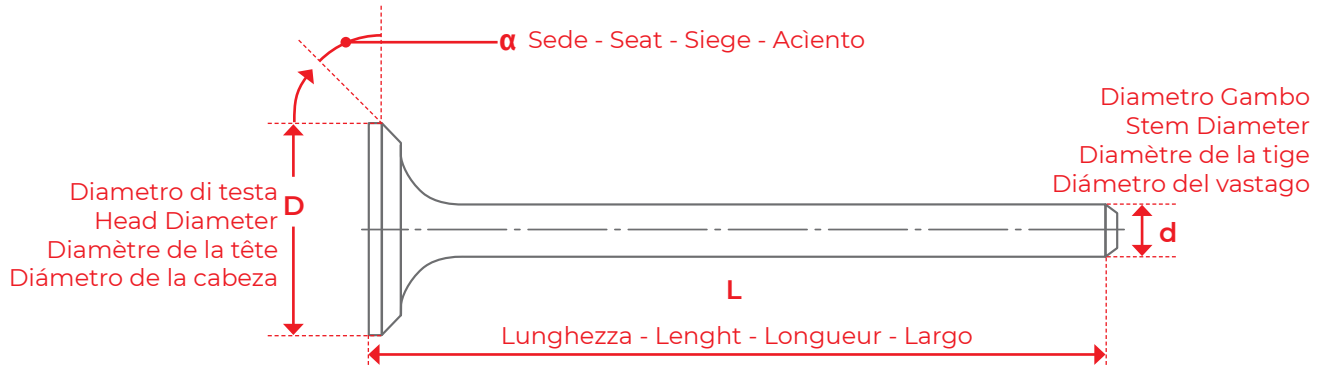 α Sede - Seat - Siege - Acìento
Diametro Gambo
Stem Diameter
Diamètre de la tige
Diámetro del vastago
d
Diametro di testa
Head Diameter
Diamètre de la tête
Diámetro de la cabeza
D
L
Lunghezza - Lenght - Longueur - Largo